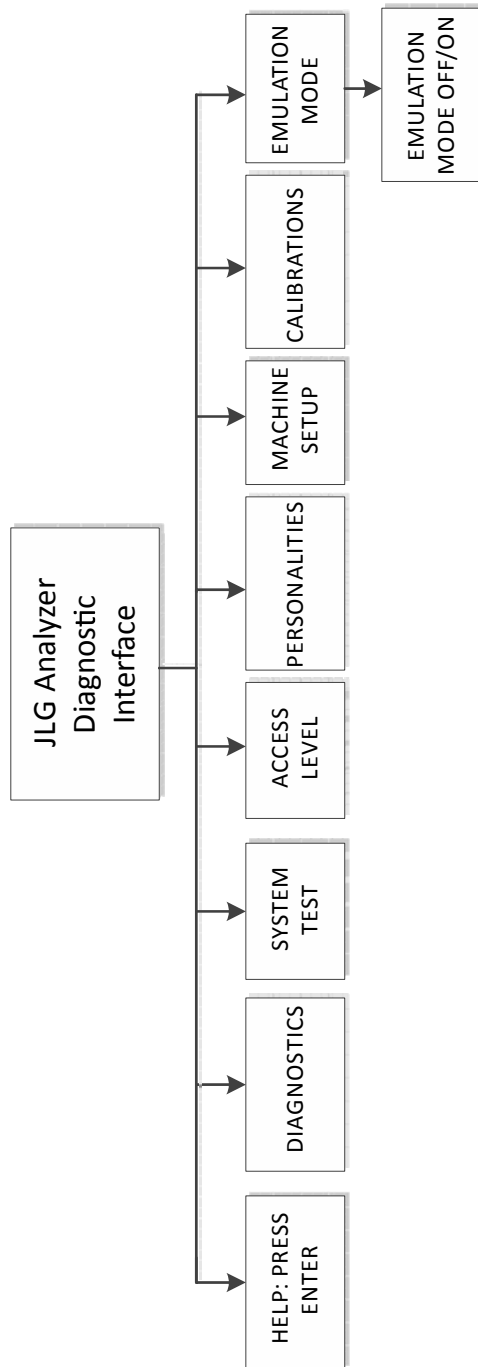 JLG Analyzer
Diagnostic
Interface
HELP: PRESS
ENTER
DIAGNOSTICS
SYSTEM
TEST
ACCESS
LEVEL
PERSONALITIES
MACHINE
SETUP
CALIBRATIONS
EMULATION
MODE
EMULATION
MODE OFF/ON